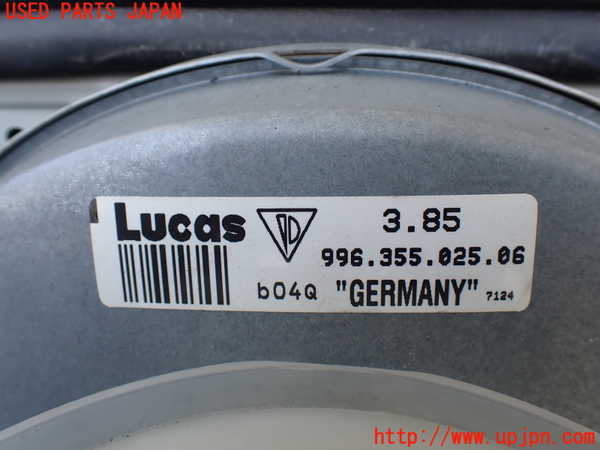 USED PARTS JAPAN
Lucas D 3.85
996.355.025.06
b04Q "GERMANY" 7124
http://www.upjpn.com/